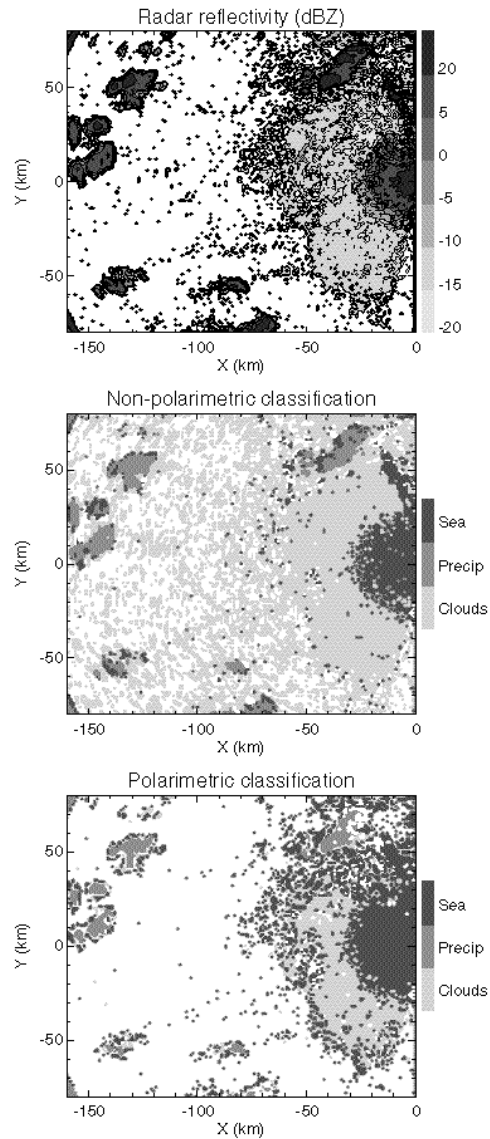 Radar reflectivity (dBZ)
50
0
-50
Y (km)
-150
-100
-50
0
X (km)
20
5
0
-5
-10
-15
-20
Non-polarimetric classification
50
0
-50
Y (km)
-150
-100
-50
0
X (km)
Sea
Precip
Clouds
Polarimetric classification
50
0
-50
Y (km)
-150
-100
-50
0
X (km)
Sea
Precip
Clouds